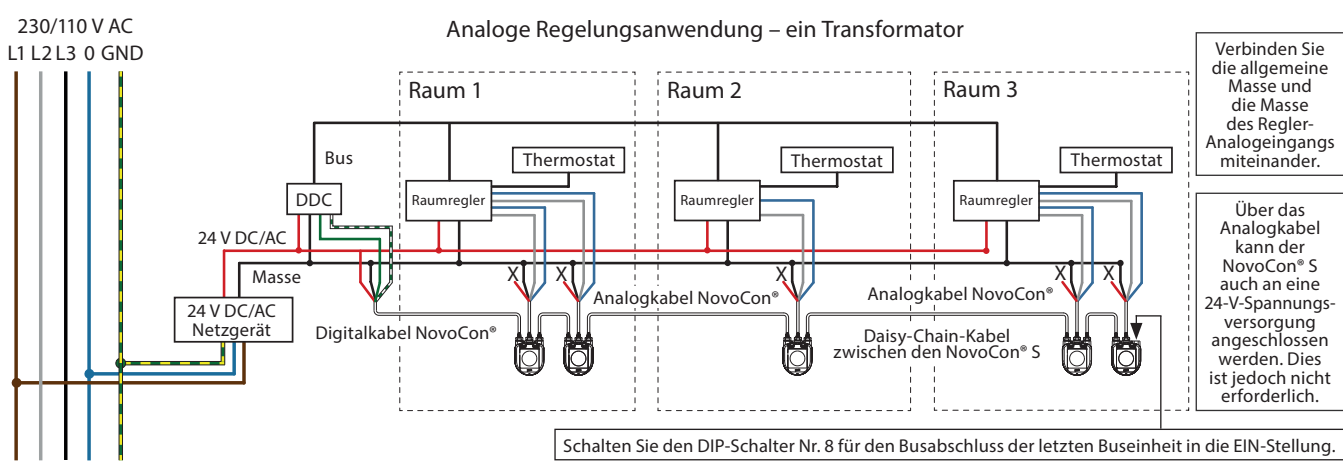 230/110 V AC
L1 L2 L3 0 GND
Analoge Regelungsanwendung – ein Transformator
Raum 1
Raum 2
Raum 3
Bus
DDC
Thermostat
Thermostat
Thermostat
Raumregler
Raumregler
Raumregler
24 V DC/AC
Masse
24 V DC/AC
Netzgerät
X
X
X
X
X
Digitalkabel NovoCon®
Analogkabel NovoCon®
Analogkabel NovoCon®
Daisy-Chain-Kabel
zwischen den NovoCon® S
Verbinden Sie
die allgemeine
Masse und
die Masse
des Regler-
Analogeingangs
miteinander.
Über das
Analogkabel
kann der
NovoCon® S
auch an eine
24-V-Spannungs-
versorgung
angeschlossen
werden. Dies
ist jedoch nicht
erforderlich.
Schalten Sie den DIP-Schalter Nr. 8 für den Busabschluss der letzten Buseinheit in die EIN-Stellung.